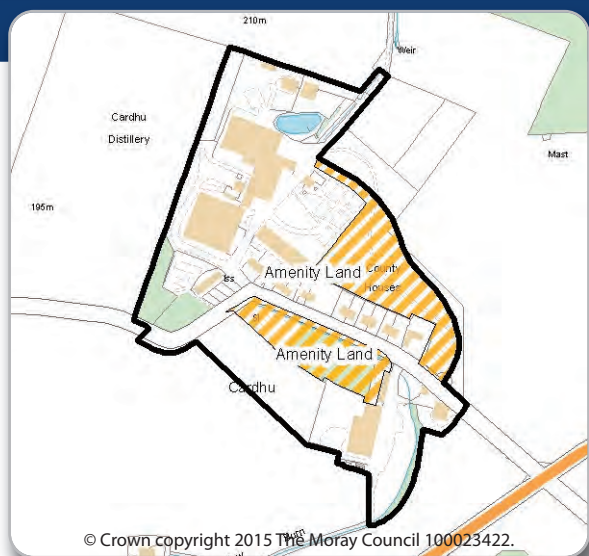 210m
Weir
Cardhu
Distillery
Mast
195m
Amenity Land
County
Houses
Amenity Land
Cardhu
Burn
© Crown copyright 2015 The Moray Council 100023422.